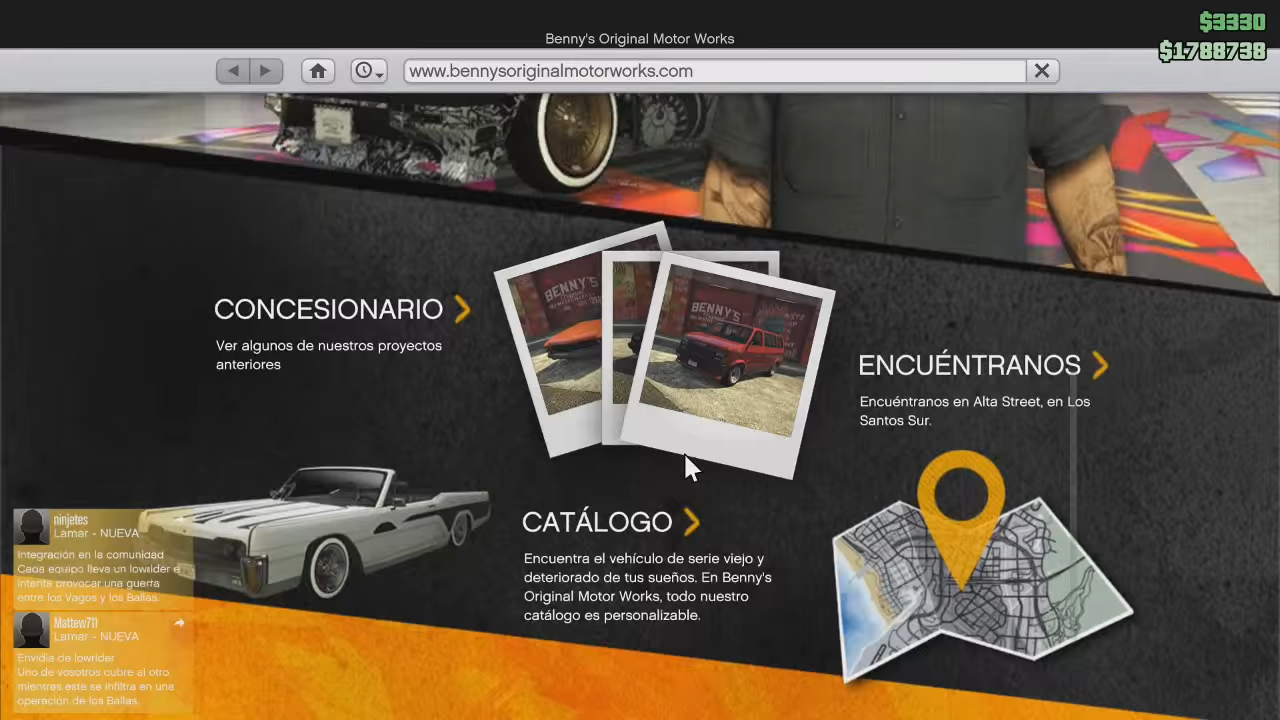 Benny's Original Motor Works
$3330
$1788738
www.bennysoriginalmotorworks.com
BENNY'S
BENNY'S
CONCESIONARIO
Ver algunos de nuestros proyectos
anteriores
ENCUÉNTRANOS
Encuéntranos en Alta Street, en Los
Santos Sur.
CATÁLOGO
Encuentra el vehículo de serie viejo y
deteriorado de tus sueños. En Benny's
Original Motor Works, todo nuestro
catálogo es personalizable.
ninjetes
Lamar - NUEVA
Integración en la comunidad
Cada equipo lleva un lowrider e
intenta provocar una guerra
entre los Vagos y los Ballas.
Mattew711
Lamar - NUEVA
Envidia de lowrider
Uno de vosotros cubre al otro
mientras este se infiltra en una
operación de los Ballas.